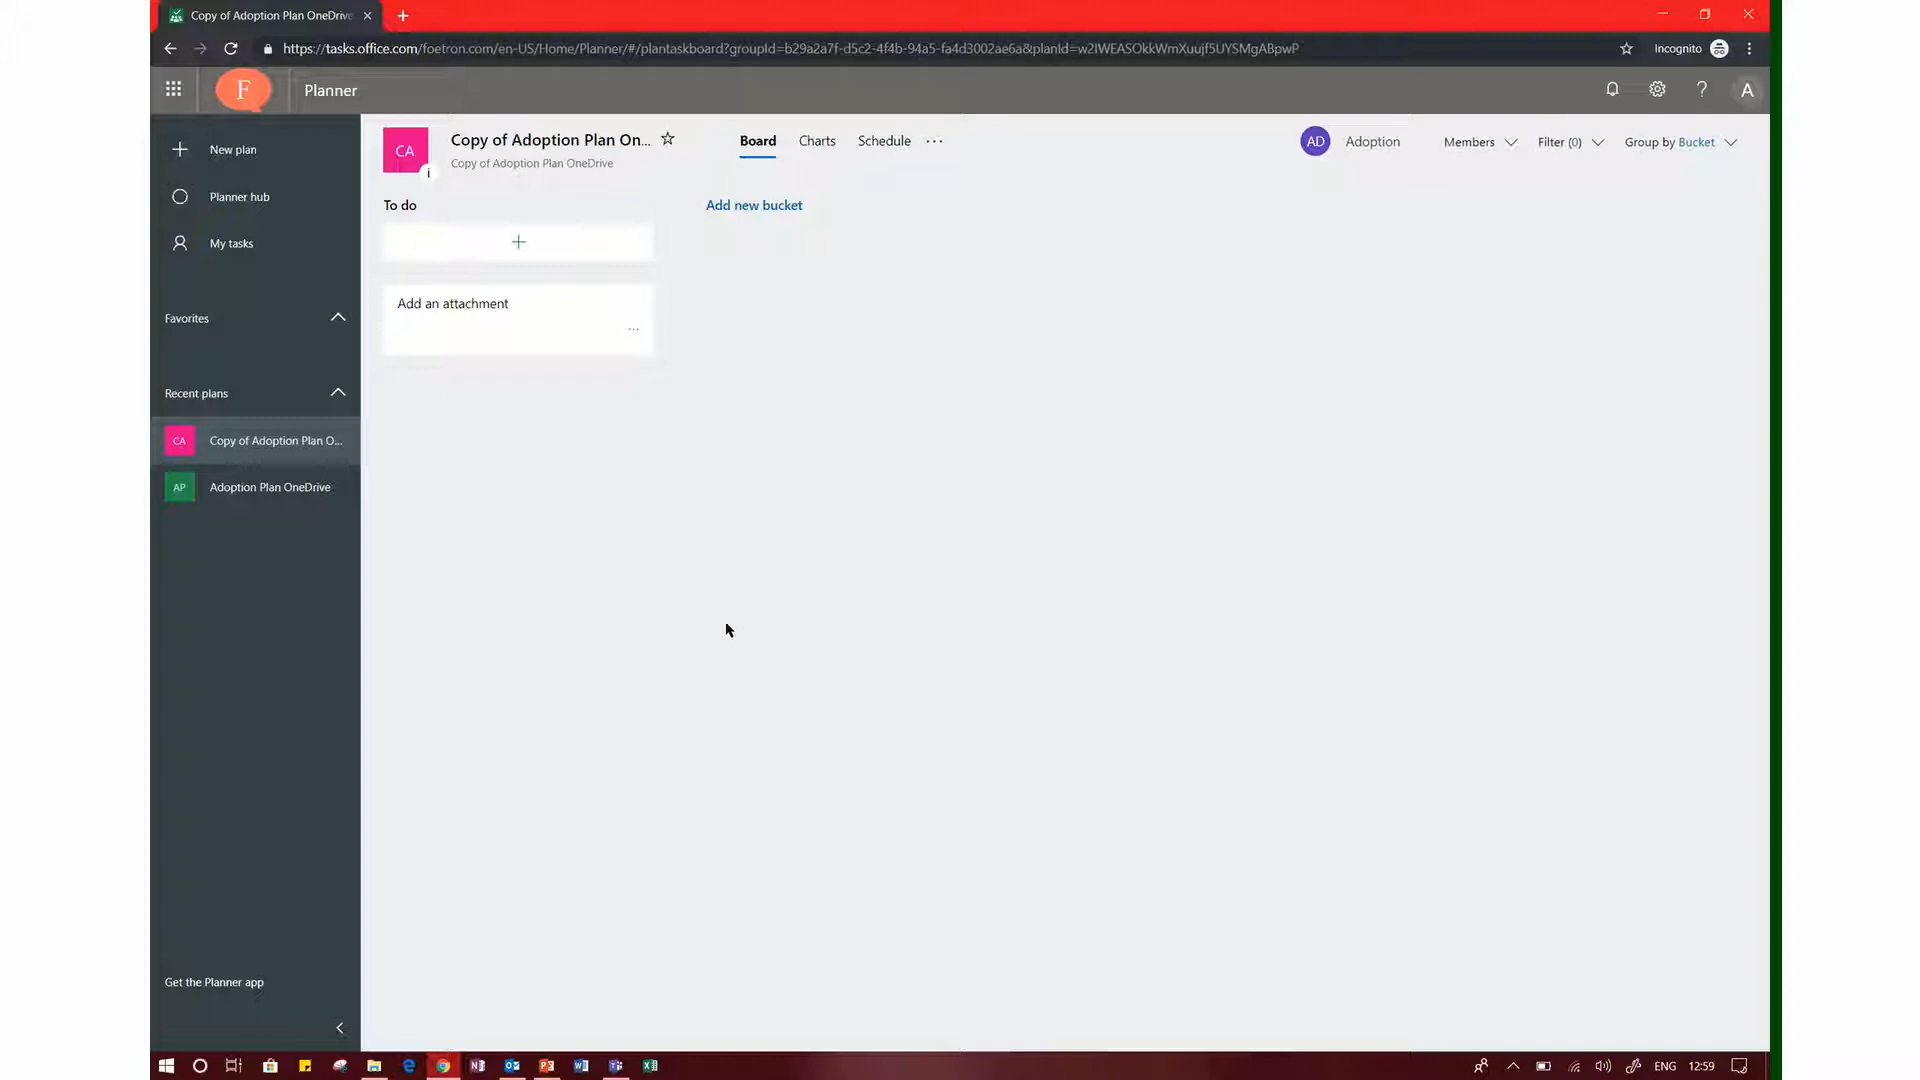 Copy of Adoption Plan OneDrive
https://tasks.office.com/foetron.com/en-US/Home/Planner/#/plantaskboard?groupId=b29a2a7f-d5c2-4f4b-94a5-fa4d3002ae6a&planId=w2IWEASOkkWmXuujf5UYSMgABpwP
Incognito
F
Planner
?
A
New plan
Planner hub
My tasks
Favorites
Recent plans
CA
Copy of Adoption Plan O...
AP
Adoption Plan OneDrive
Get the Planner app
CA
i
Copy of Adoption Plan On...
Copy of Adoption Plan OneDrive
Board
Charts
Schedule
...
AD
Adoption
Members
Filter (0)
Group by Bucket
To do
Add new bucket
+
Add an attachment
...
ENG
12:59